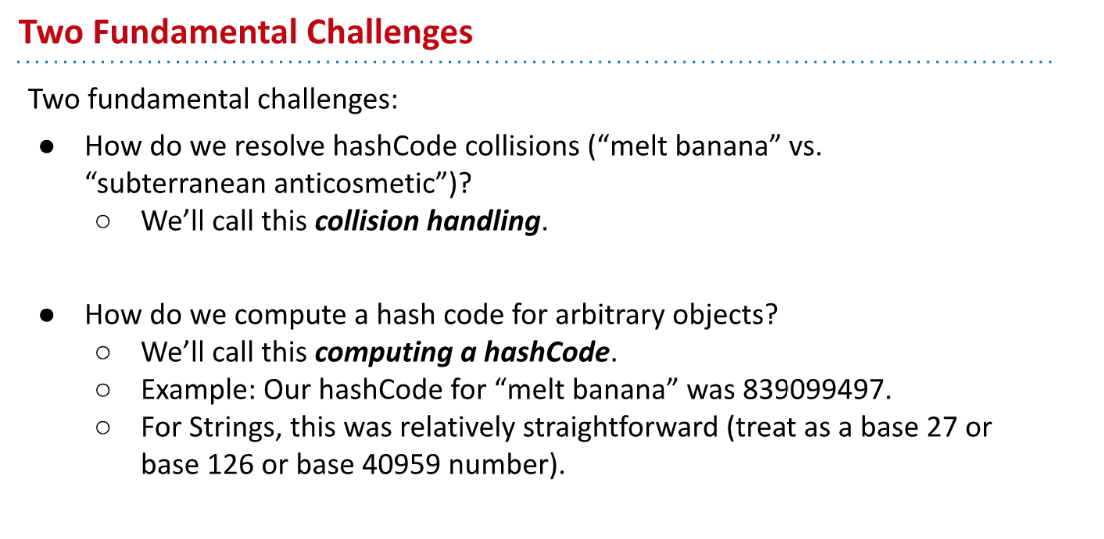 Two Fundamental Challenges
Two fundamental challenges:
● How do we resolve hashCode collisions (“melt banana” vs.
“subterranean anticosmetic”)?
○ We’ll call this collision handling.
● How do we compute a hash code for arbitrary objects?
○ We’ll call this computing a hashCode.
○ Example: Our hashCode for “melt banana” was 839099497.
○ For Strings, this was relatively straightforward (treat as a base 27 or
base 126 or base 40959 number).